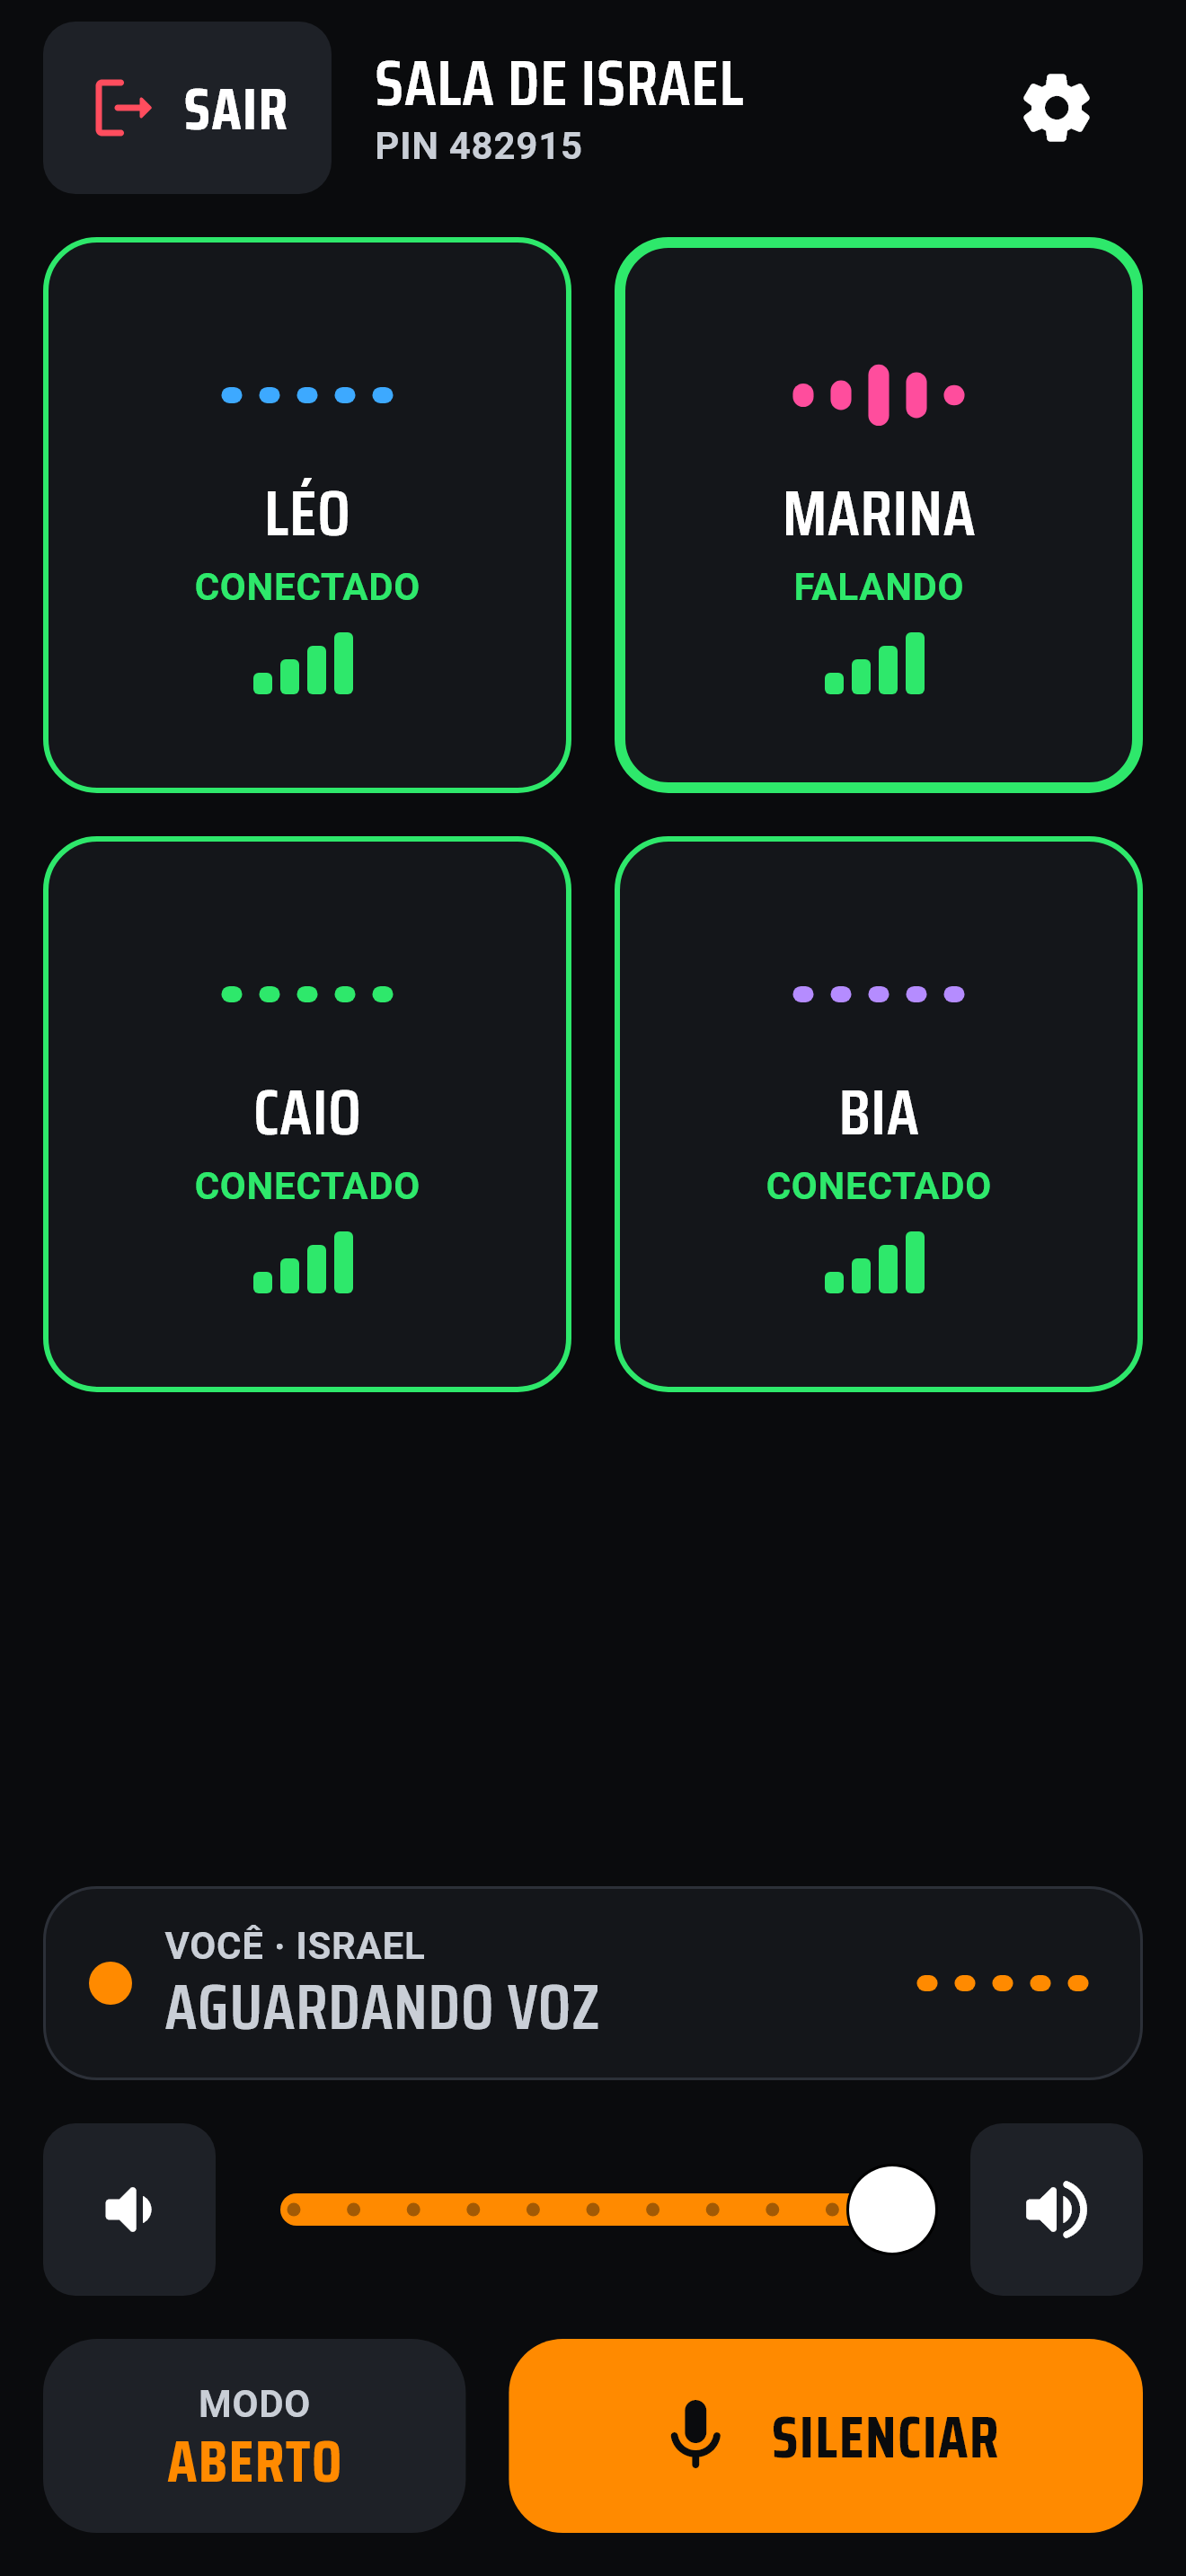 SAIR
SALA DE ISRAEL
PIN 482915
LÉO
CONECTADO
MARINA
FALANDO
CAIO
CONECTADO
BIA
CONECTADO
VOCÊ · ISRAEL
AGUARDANDO VOZ
MODO
ABERTO
SILENCIAR